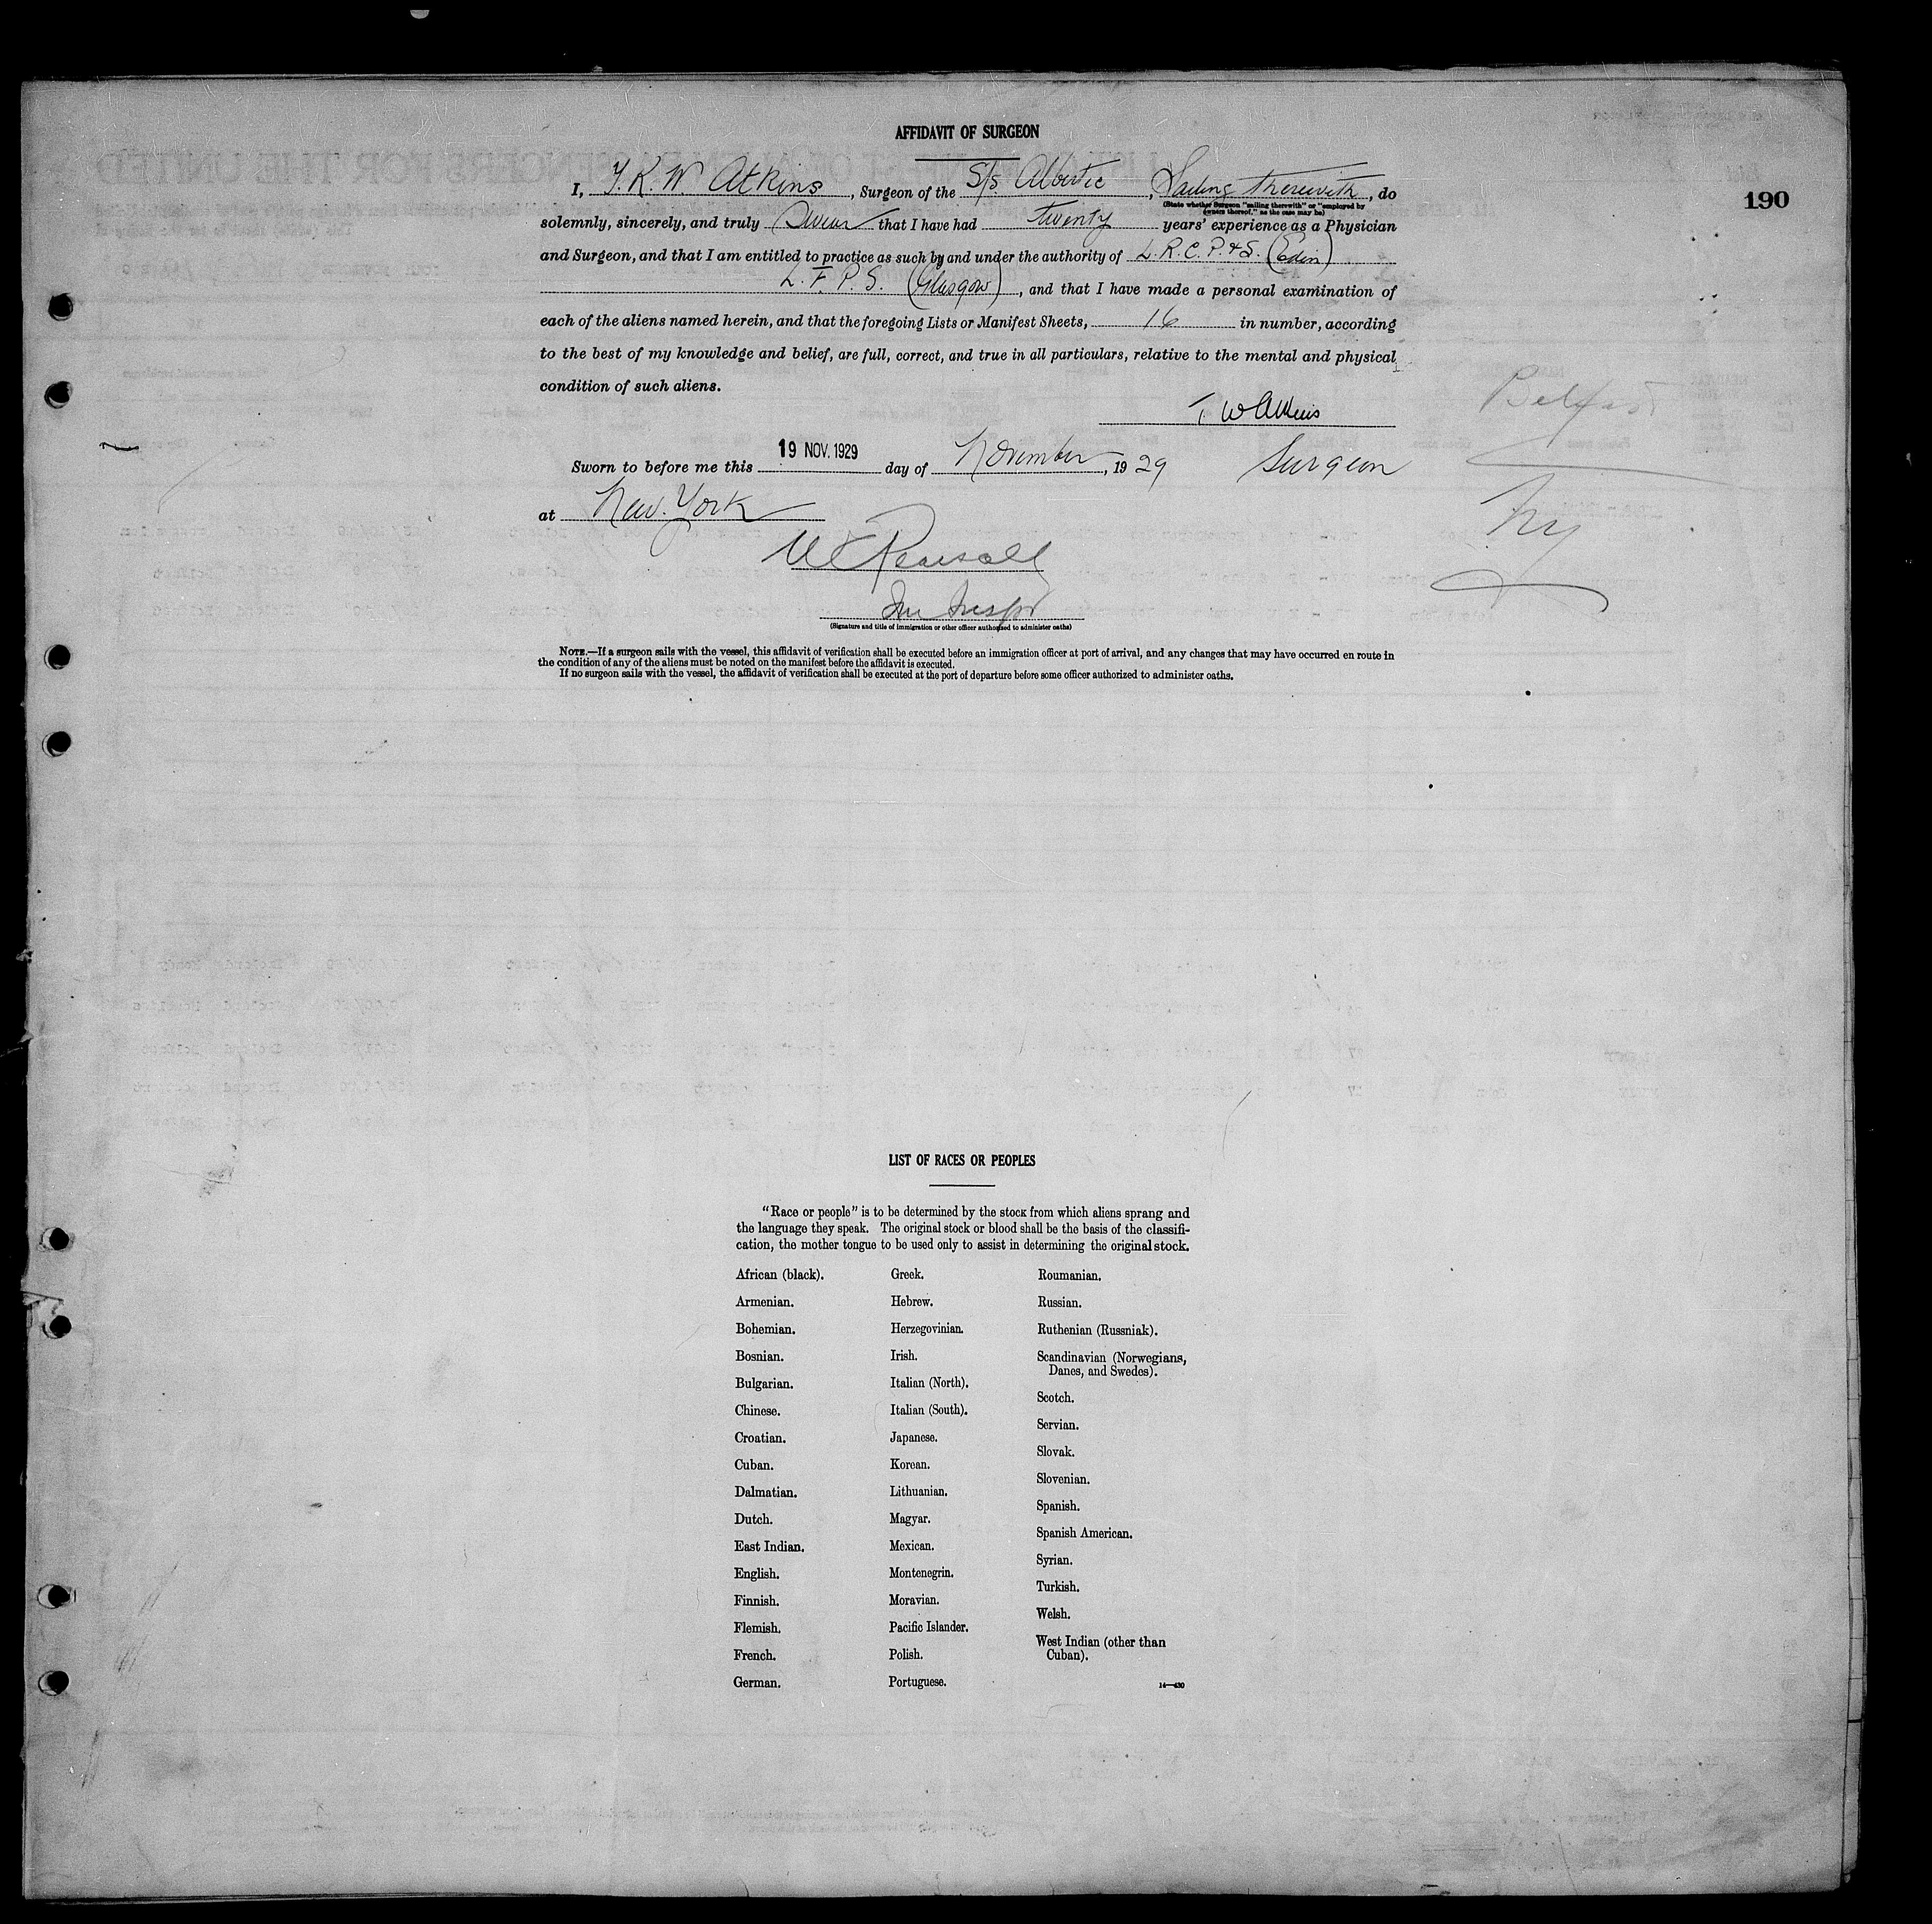 AFFIDAVIT OF SURGEON
190
I, T. K. W. Atkins, Surgeon of the S/S. Albertic, Sailing therewith, do
(State whether Surgeon "sailing therewith" or "employed by
owners thereof," as the case may be)
solemnly, sincerely, and truly swear that I have had twenty years' experience as a Physician
and Surgeon, and that I am entitled to practice as such by and under the authority of L.R.C.P.&S. (Edin)
L.F.P.S. (Glasgow), and that I have made a personal examination of
each of the aliens named herein, and that the foregoing Lists or Manifest Sheets, 16 in number, according
to the best of my knowledge and belief, are full, correct, and true in all particulars, relative to the mental and physical
condition of such aliens.
T W Atkins
Belfast
Sworn to before me this 19 NOV. 1929 day of November, 1929 Surgeon
at New York
NY
Pearsall
Im Inspr
(Signature and title of immigration or other officer authorized to administer oaths)
NOTE.—If a surgeon sails with the vessel, this affidavit of verification shall be executed before an immigration officer at port of arrival, and any changes that may have occurred en route in
the condition of any of the aliens must be noted on the manifest before the affidavit is executed.
If no surgeon sails with the vessel, the affidavit of verification shall be executed at the port of departure before some officer authorized to administer oaths.
LIST OF RACES OR PEOPLES
"Race or people" is to be determined by the stock from which aliens sprang and
the language they speak. The original stock or blood shall be the basis of the classifi-
cation, the mother tongue to be used only to assist in determining the original stock.
African (black).
Armenian.
Bohemian.
Bosnian.
Bulgarian.
Chinese.
Croatian.
Cuban.
Dalmatian.
Dutch.
East Indian.
English.
Finnish.
Flemish.
French.
German.
Greek.
Hebrew.
Herzegovinian.
Irish.
Italian (North).
Italian (South).
Japanese.
Korean.
Lithuanian.
Magyar.
Mexican.
Montenegrin.
Moravian.
Pacific Islander.
Polish.
Portuguese.
Roumanian.
Russian.
Ruthenian (Russniak).
Scandinavian (Norwegians,
Danes, and Swedes).
Scotch.
Servian.
Slovak.
Slovenian.
Spanish.
Spanish American.
Syrian.
Turkish.
Welsh.
West Indian (other than
Cuban).
14—430